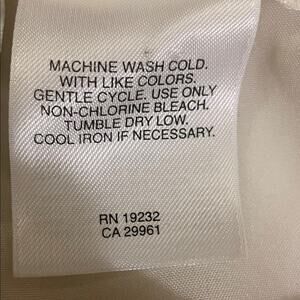 MACHINE WASH COLD.
WITH LIKE COLORS.
GENTLE CYCLE. USE ONLY
NON-CHLORINE BLEACH.
TUMBLE DRY LOW.
COOL IRON IF NECESSARY.
RN 19232
CA 29961